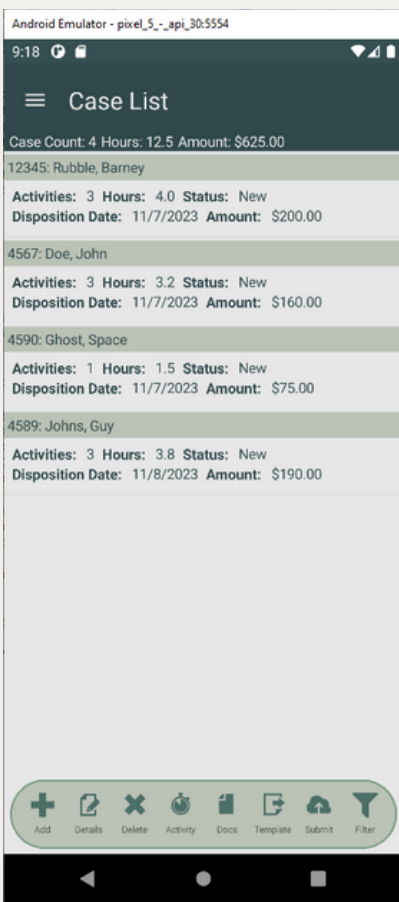 Android Emulator - pixel_5_-_api_30:5554
9:18
Case List
Case Count: 4 Hours: 12.5 Amount: $625.00
12345: Rubble, Barney
Activities: 3 Hours: 4.0 Status: New
Disposition Date: 11/7/2023 Amount: $200.00
4567: Doe, John
Activities: 3 Hours: 3.2 Status: New
Disposition Date: 11/7/2023 Amount: $160.00
4590: Ghost, Space
Activities: 1 Hours: 1.5 Status: New
Disposition Date: 11/7/2023 Amount: $75.00
4589: Johns, Guy
Activities: 3 Hours: 3.8 Status: New
Disposition Date: 11/8/2023 Amount: $190.00
Add Details Delete Activity Docs Template Submit Filter